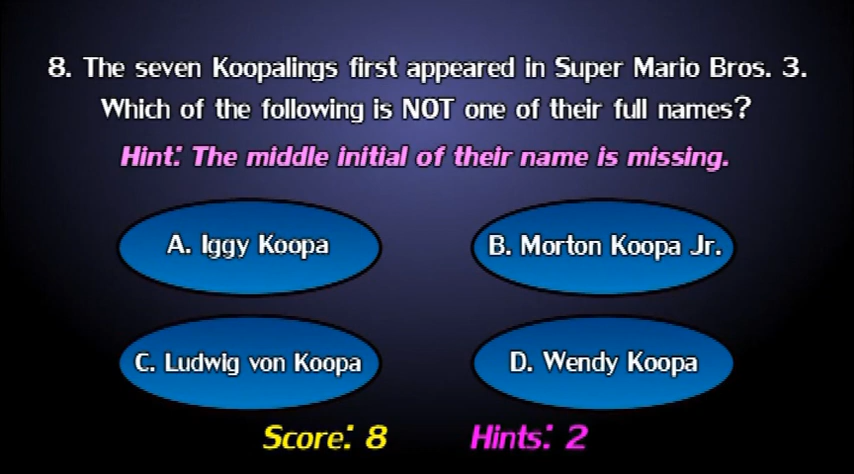 8. The seven Koopalings first appeared in Super Mario Bros. 3.
Which of the following is NOT one of their full names?
Hint: The middle initial of their name is missing.
A. Iggy Koopa
B. Morton Koopa Jr.
C. Ludwig von Koopa
D. Wendy Koopa
Score: 8
Hints: 2